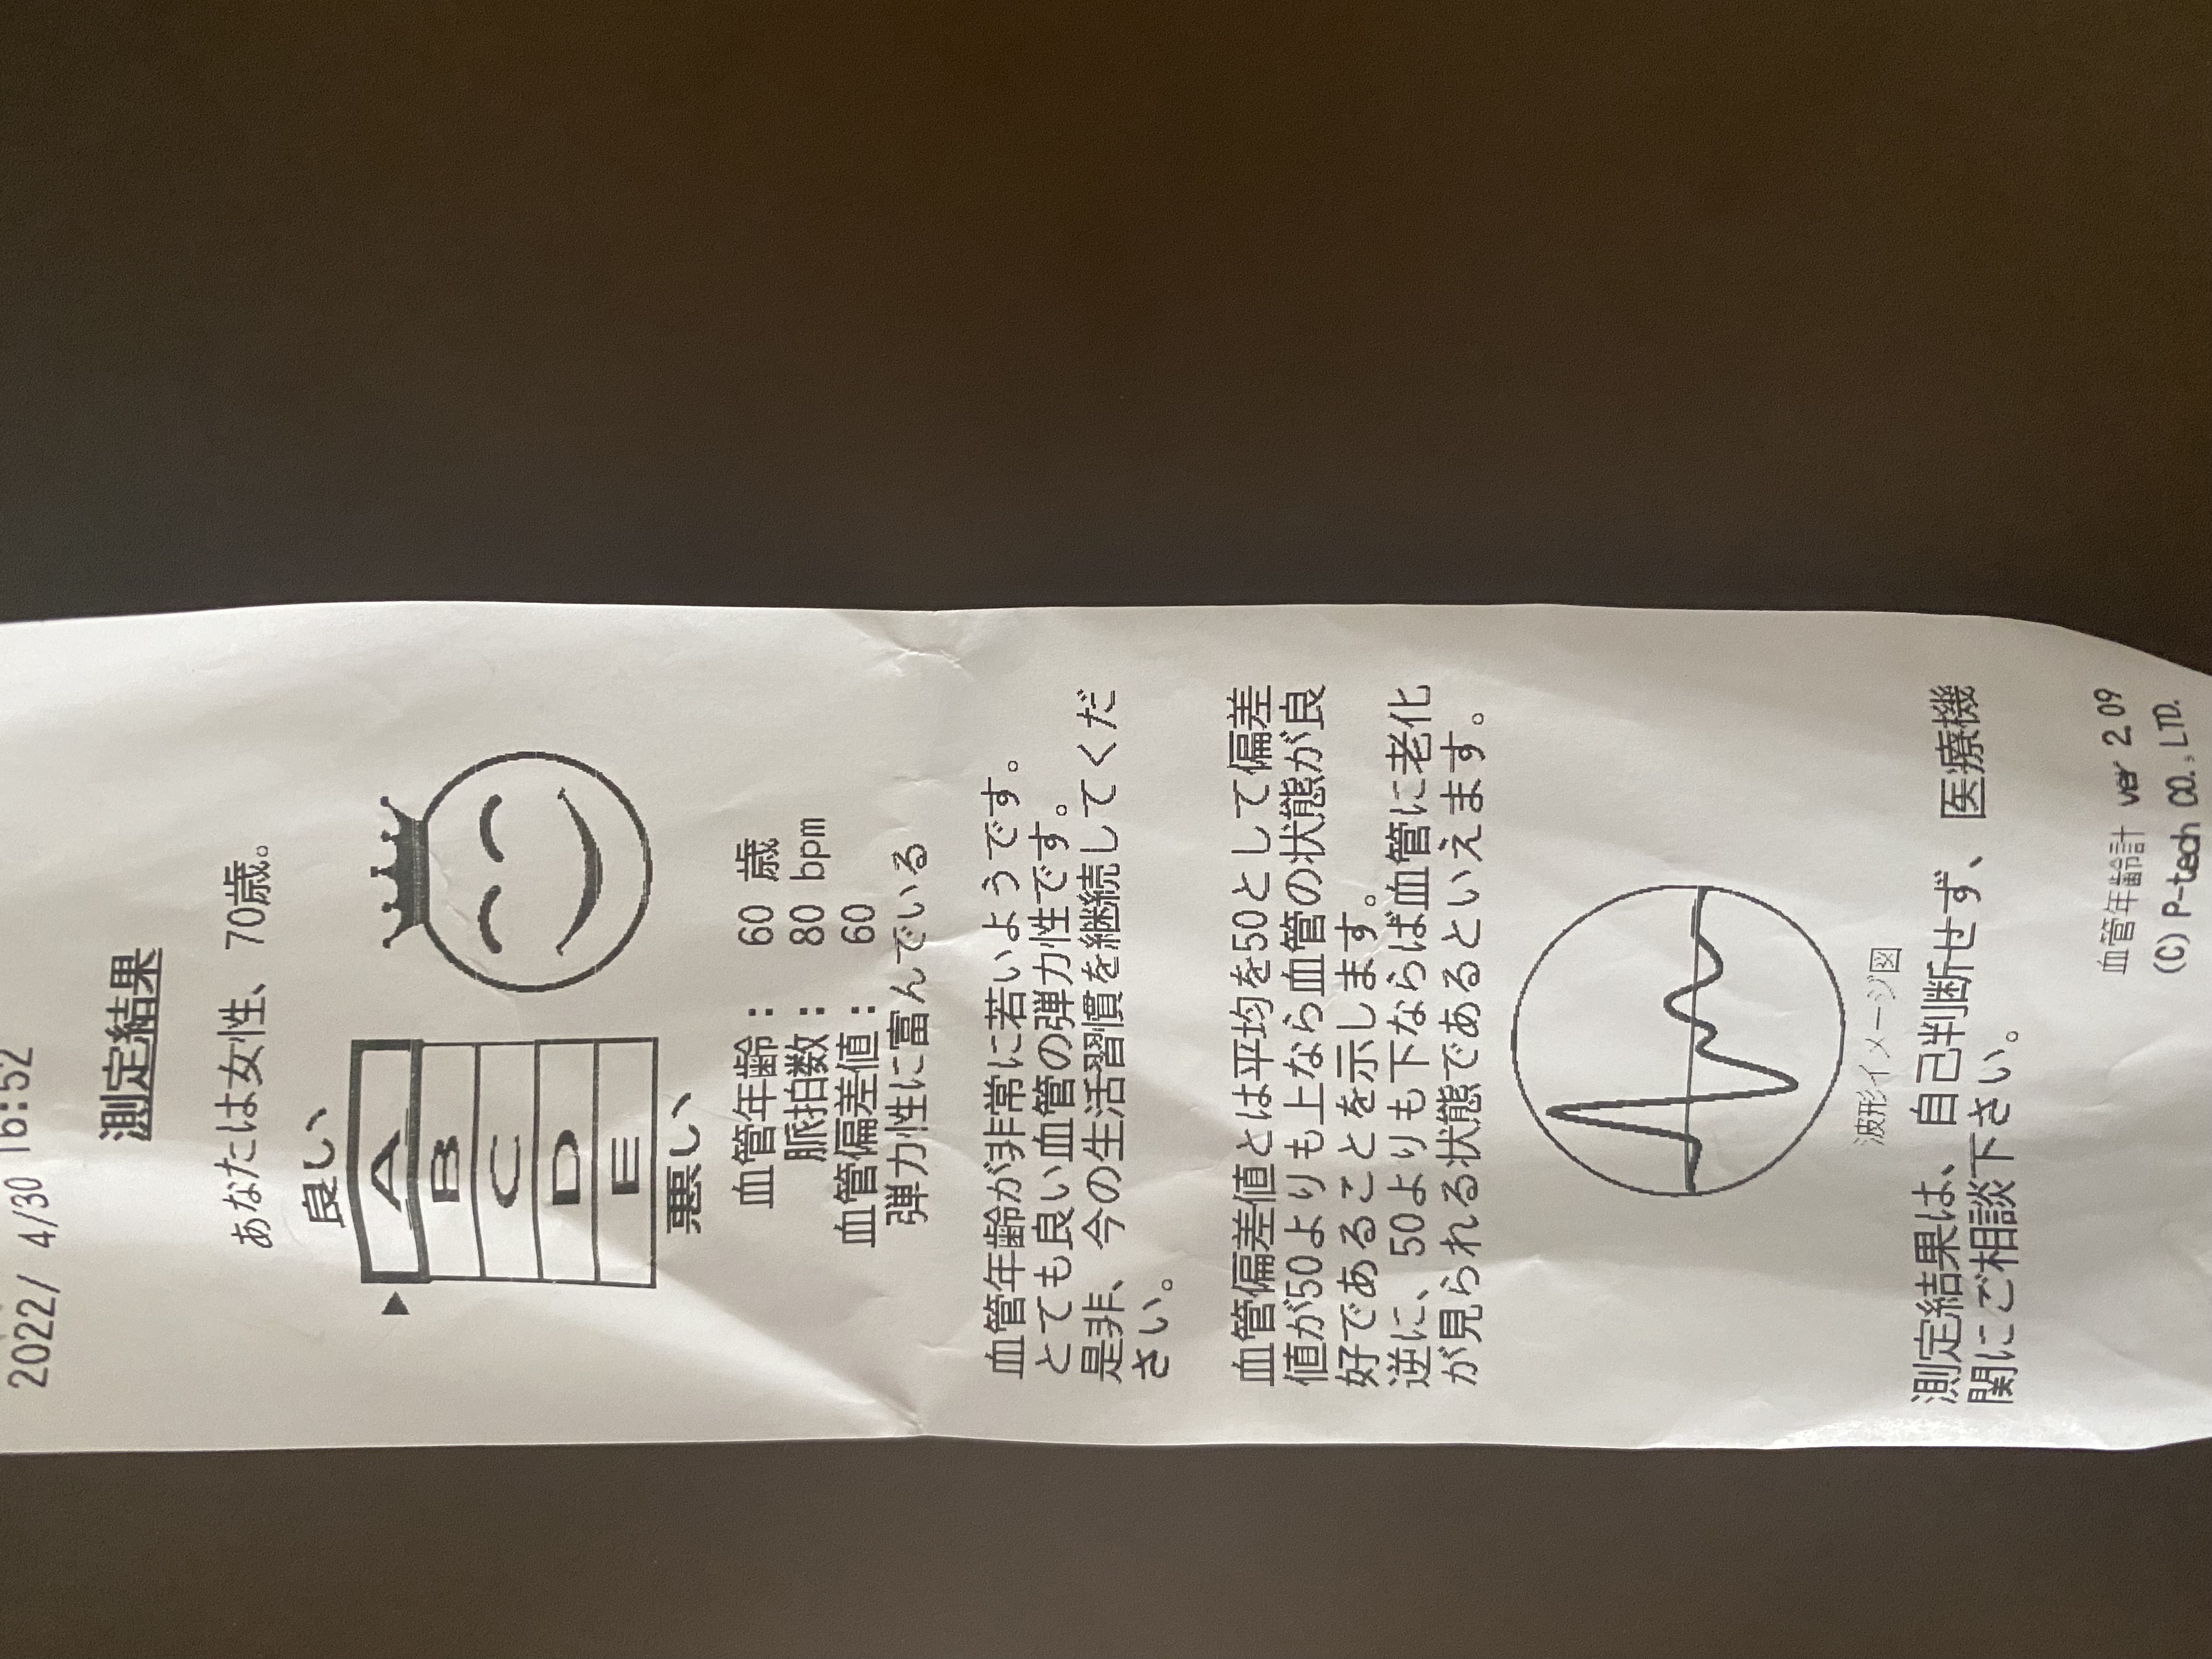 2022/ 4/30 16:52
測定結果
あなたは女性、70歳。
良い
A
B
C
D
E
悪い
血管年齢: 60 歳
脈拍数: 80 bpm
血管偏差値: 60
弾力性に富んでいる
血管年齢が非常に若いようです。
とても良い血管の弾力性です。
是非、今の生活習慣を継続してくだ
さい。
血管偏差値とは平均を50として偏差
値が50よりも上なら血管の状態が良
好であることを示します。
逆に、50よりも下ならば血管に老化
が見られる状態であるといえます。
波形イメージ図
測定結果は、自己判断せず、医療機
関にご相談下さい。
血管年齢計 ver 2.09
(C) P-tech CO.,LTD.